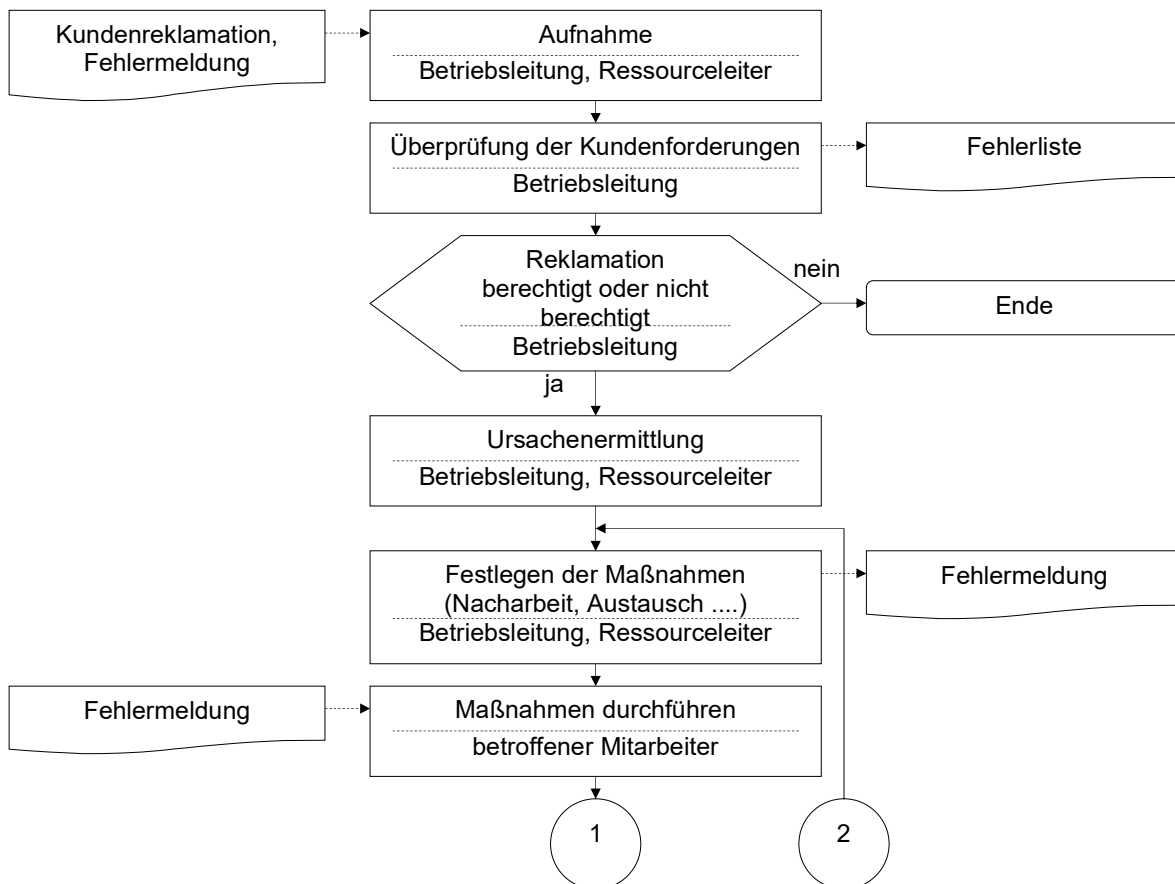 Kundenreklamation,
Fehlermeldung
Aufnahme
Betriebsleitung, Ressourceleiter
Überprüfung der Kundenforderungen
Betriebsleitung
Fehlerliste
Reklamation
berechtigt oder nicht
berechtigt
Betriebsleitung
nein
Ende
ja
Ursachenermittlung
Betriebsleitung, Ressourceleiter
Festlegen der Maßnahmen
(Nacharbeit, Austausch ....)
Betriebsleitung, Ressourceleiter
Fehlermeldung
Fehlermeldung
Maßnahmen durchführen
betroffener Mitarbeiter
1
2